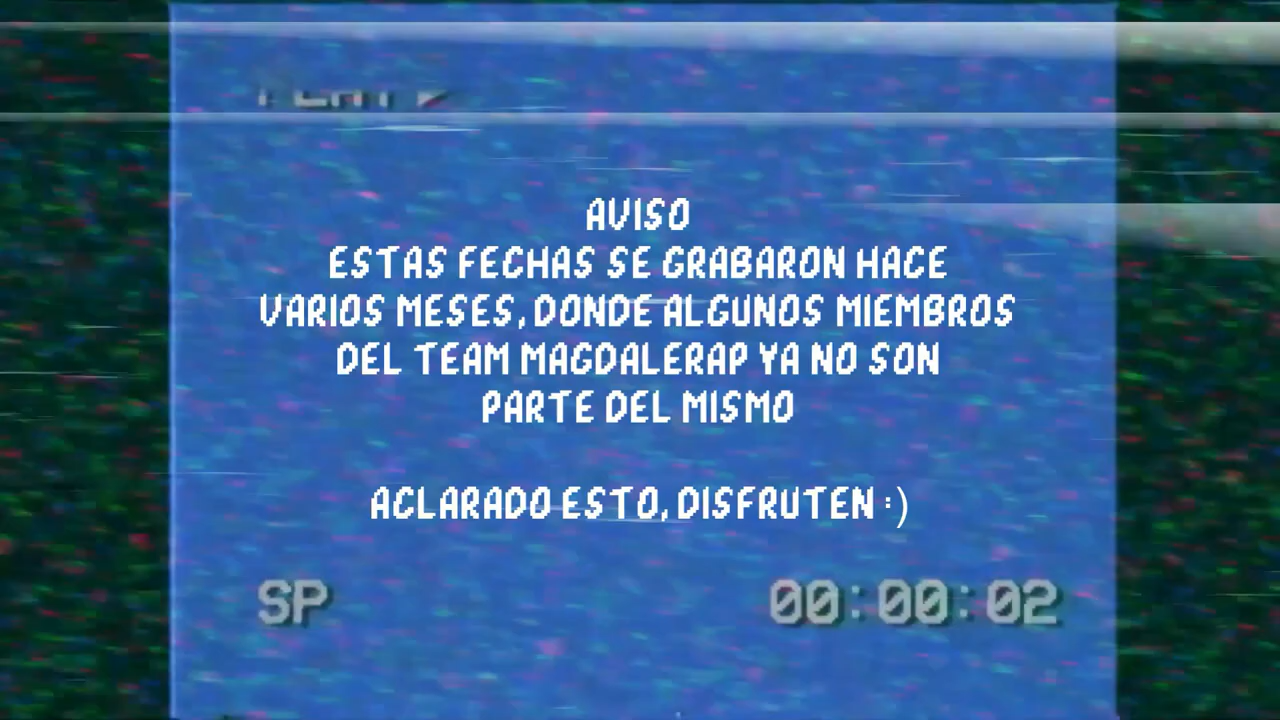 PLAY
AVISO
ESTAS FECHAS SE GRABARON HACE
VARIOS MESES, DONDE ALGUNOS MIEMBROS
DEL TEAM MAGDALERAP YA NO SON
PARTE DEL MISMO
ACLARADO ESTO, DISFRUTEN :)
SP
00:00:02